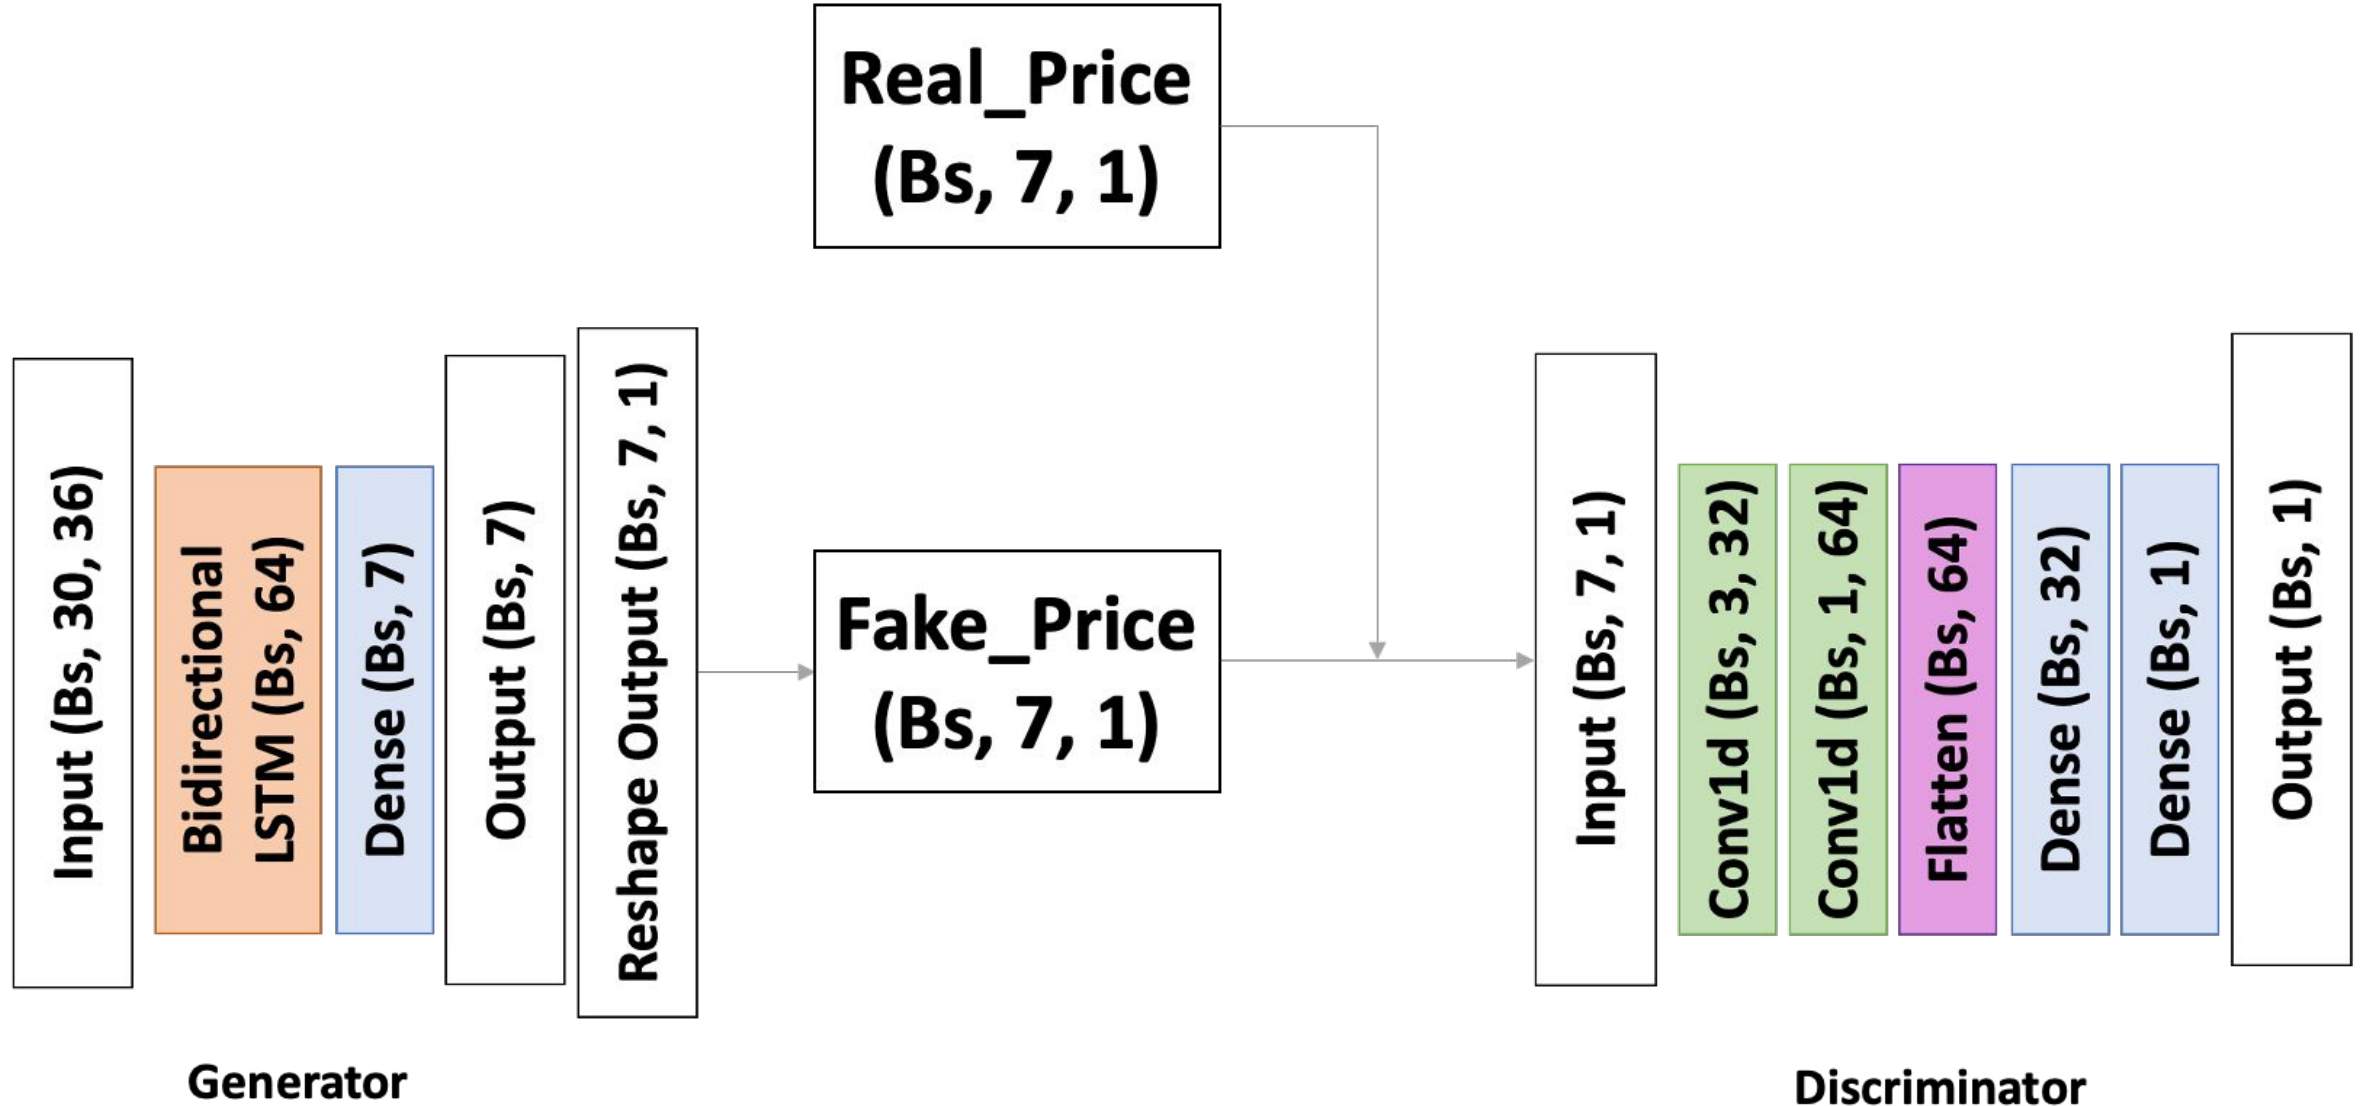 Real_Price
(Bs, 7, 1)
Input (Bs, 30, 36)
Bidirectional
LSTM (Bs, 64)
Dense (Bs, 7)
Output (Bs, 7)
Reshape Output (Bs, 7, 1)
Fake_Price
(Bs, 7, 1)
Input (Bs, 7, 1)
Conv1d (Bs, 3, 32)
Conv1d (Bs, 1, 64)
Flatten (Bs, 64)
Dense (Bs, 32)
Dense (Bs, 1)
Output (Bs, 1)
Generator
Discriminator